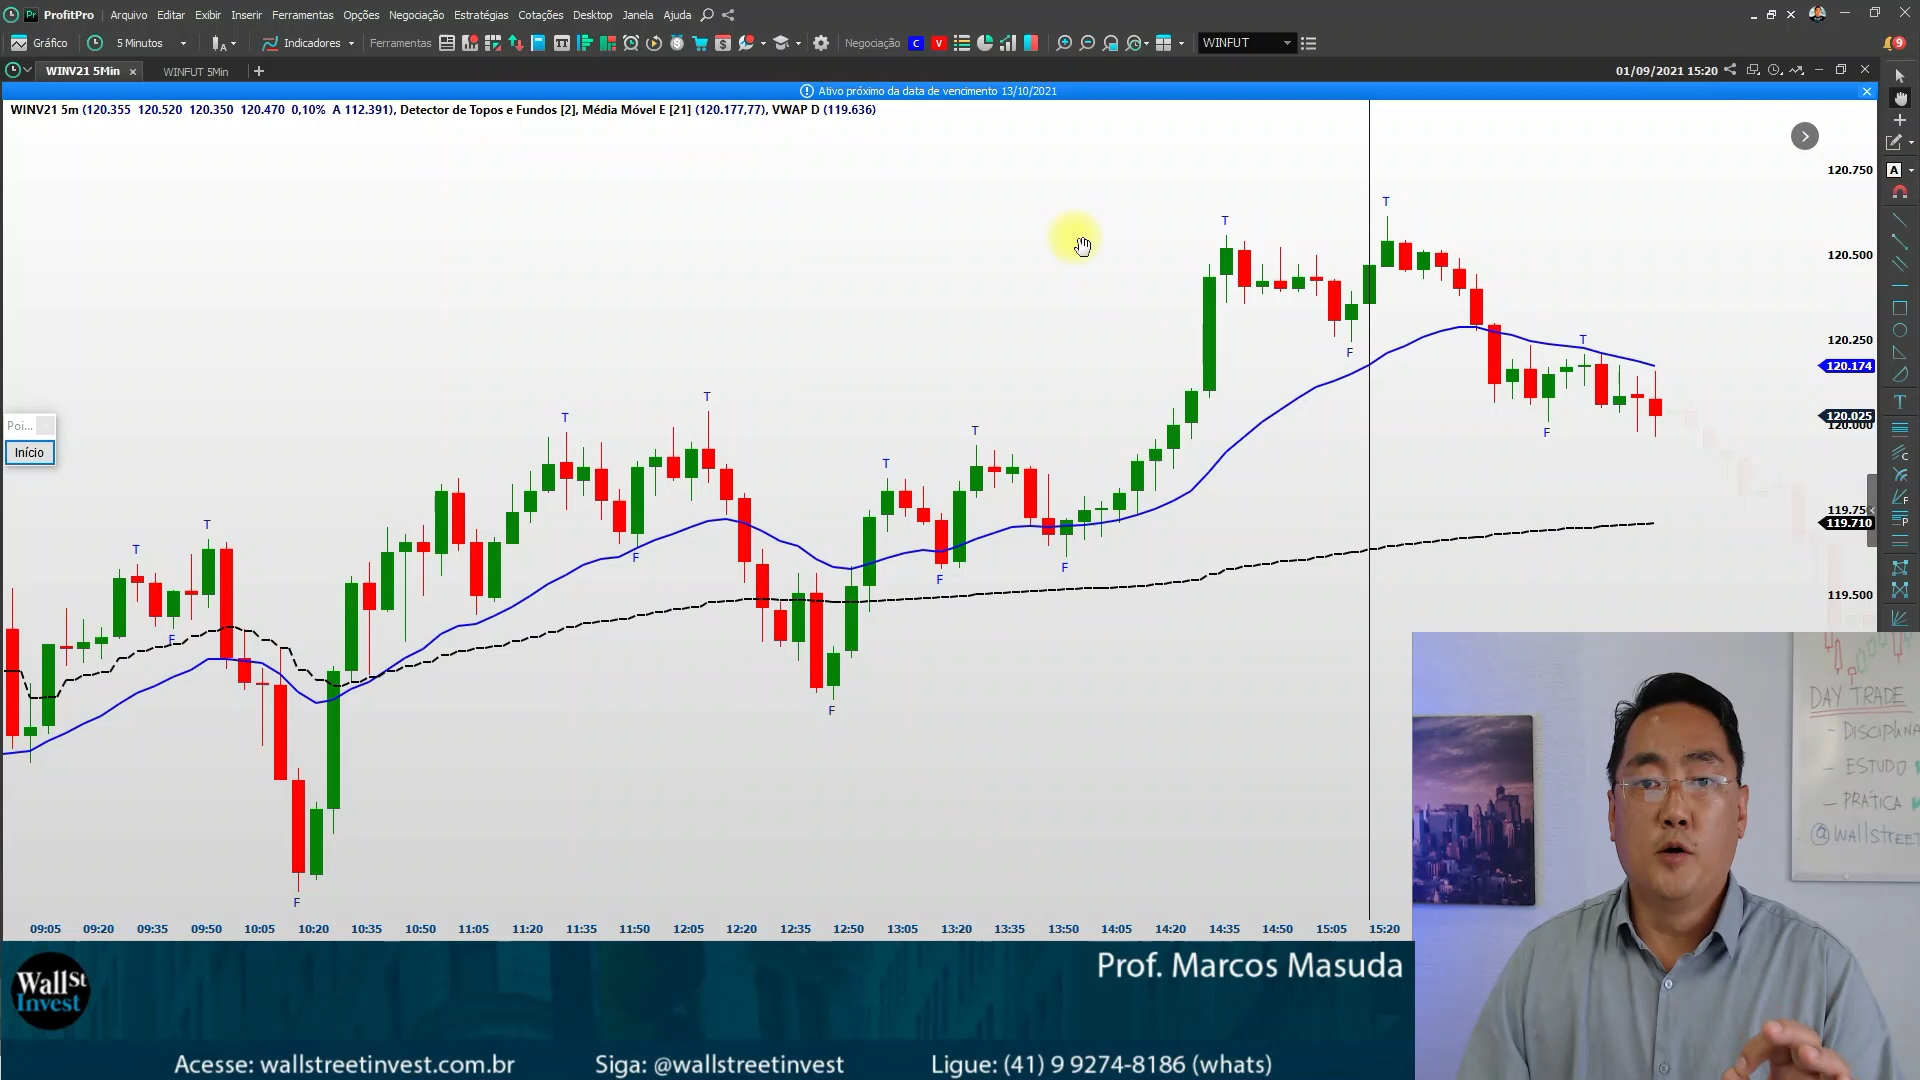 ProfitPro Arquivo Editar Exibir Inserir Ferramentas Opções Negociação Estratégias Cotações Desktop Janela Ajuda
Gráfico 5 Minutos Indicadores Ferramentas Negociação C V WINFUT 9
WINV21 5Min WINFUT 5Min 01/09/2021 15:20
Ativo próximo da data de vencimento 13/10/2021
WINV21 5m (120.355 120.520 120.350 120.470 0,10% A 112.391), Detector de Topos e Fundos [2], Média Móvel E [21] (120.177,77), VWAP D (119.636)
120.750
120.500
120.250
120.174
120.025
120.000
119.750
119.710
119.500
T
T
T
T
T
T
T
T
T
F
F
F
F
F
F
F
F
Poi...
Início
09:05 09:20 09:35 09:50 10:05 10:20 10:35 10:50 11:05 11:20 11:35 11:50 12:05 12:20 12:35 12:50 13:05 13:20 13:35 13:50 14:05 14:20 14:35 14:50 15:05 15:20
DAY TRADE
- DISCIPLINA
- ESTUDO
- PRÁTICA
@WALLSTREET
Prof. Marcos Masuda
Wall St
Invest
Acesse: wallstreetinvest.com.br Siga: @wallstreetinvest Ligue: (41) 9 9274-8186 (whats)